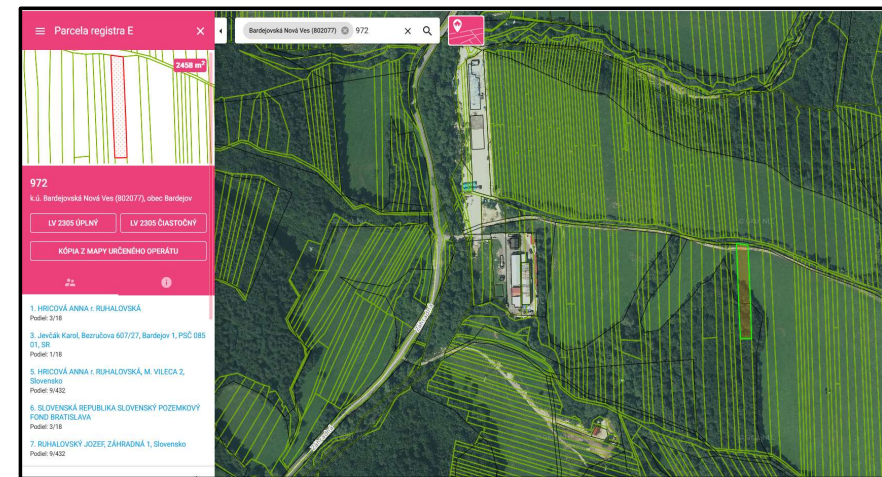 Parcela registra E
Bardejovská Nová Ves (802077) 972
2458 m²
972
k.ú. Bardejovská Nová Ves (802077), obec Bardejov
LV 2305 ÚPLNÝ
LV 2305 ČIASTOČNÝ
KÓPIA Z MAPY URČENÉHO OPERÁTU
1. HRICOVÁ ANNA r. RUHALOVSKÁ
Podiel: 3/18
3. Jevčák Karol, Bezručova 607/27, Bardejov 1, PSČ 085
01, SR
Podiel: 1/18
5. HRICOVÁ ANNA r. RUHALOVSKÁ, M. VILECA 2,
Slovensko
Podiel: 9/432
6. SLOVENSKÁ REPUBLIKA SLOVENSKÝ POZEMKOVÝ
FOND BRATISLAVA
Podiel: 3/18
7. RUHALOVSKÝ JOZEF, ZÁHRADNÁ 1, Slovensko
Podiel: 9/432